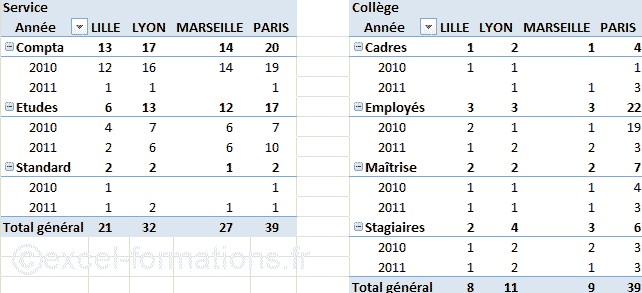 Service
Année LILLE LYON MARSEILLE PARIS
Compta 13 17 14 20
2010 12 16 14 19
2011 1 1 1
Etudes 6 13 12 17
2010 4 7 6 7
2011 2 6 6 10
Standard 2 2 1 2
2010 1 1
2011 1 2 1 1
Total général 21 32 27 39
Collège
Année LILLE LYON MARSEILLE PARIS
Cadres 1 2 1 4
2010 1 1 1
2011 1 1 3
Employés 3 3 3 22
2010 2 1 1 19
2011 1 2 2 3
Maîtrise 2 2 2 7
2010 1 1 1 4
2011 1 1 1 3
Stagiaires 2 4 3 6
2010 1 2 2 3
2011 1 2 1 3
Total général 8 11 9 39
©excel-formations.fr